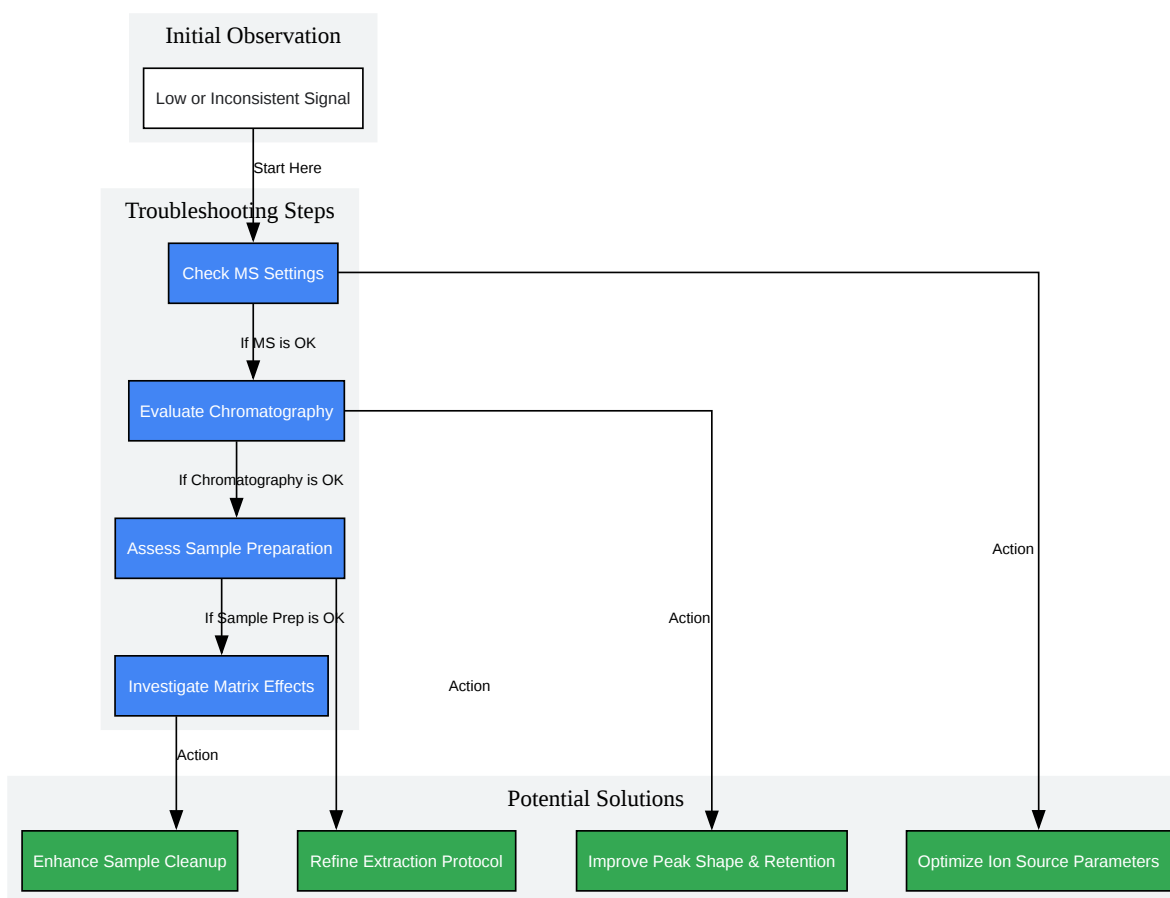 Initial Observation
Low or Inconsistent Signal
Start Here
Troubleshooting Steps
Check MS Settings
If MS is OK
Evaluate Chromatography
If Chromatography is OK
Assess Sample Preparation
Action
If Sample Prep is OK
Action
Investigate Matrix Effects
Action
Action
Potential Solutions
Enhance Sample Cleanup
Refine Extraction Protocol
Improve Peak Shape & Retention
Optimize Ion Source Parameters